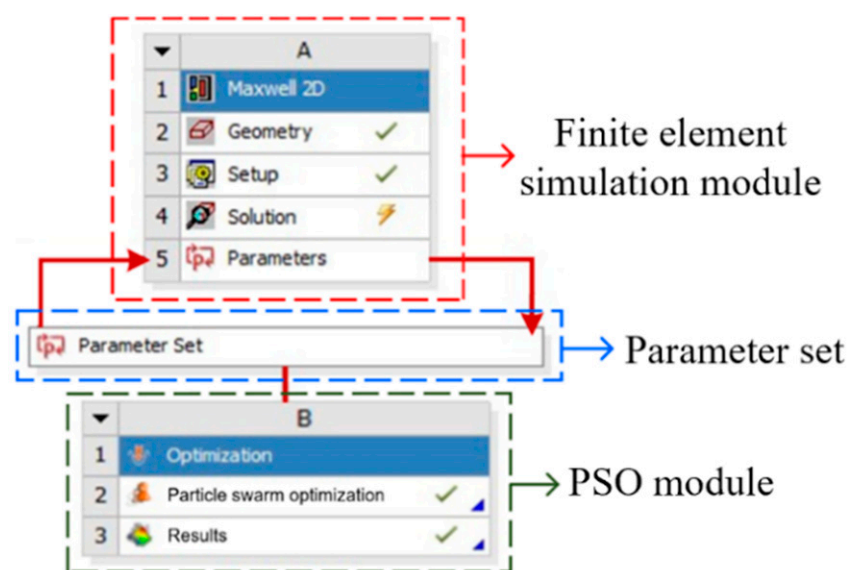 A
1 Maxwell 2D
2 Geometry
3 Setup
4 Solution
5 Parameters
Finite element
simulation module
Parameter Set
Parameter set
B
1 Optimization
2 Particle swarm optimization
3 Results
PSO module